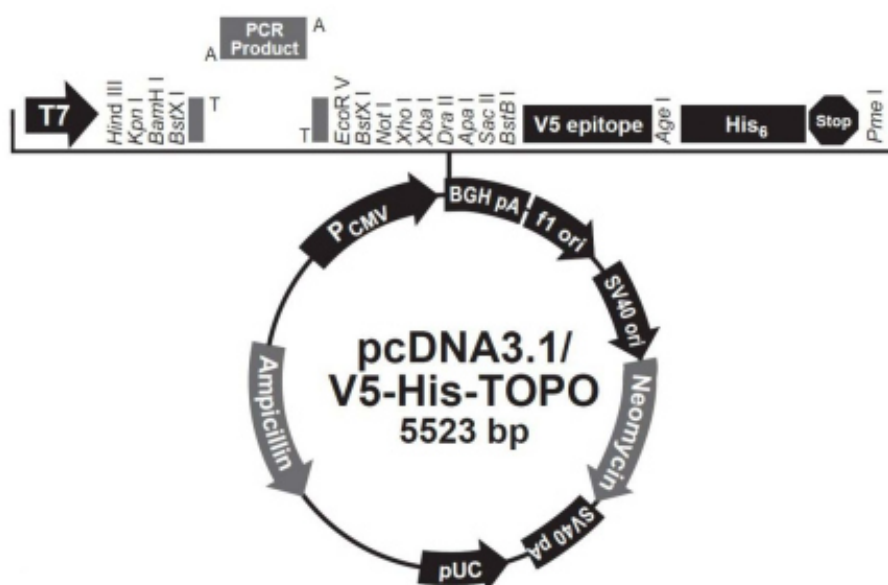 PCR
Product
A
A
T7
Hind III
Kpn I
BamH I
BstX I
T
T
EcoR V
BstX I
Not I
Xho I
Xba I
Dra II
Apa I
Sac II
BstB I
V5 epitope
Age I
His6
Stop
Pme I
PCMV
BGH pA
f1 ori
SV40 ori
Neomycin
SV40 pA
pUC
Ampicillin
pcDNA3.1/
V5-His-TOPO
5523 bp